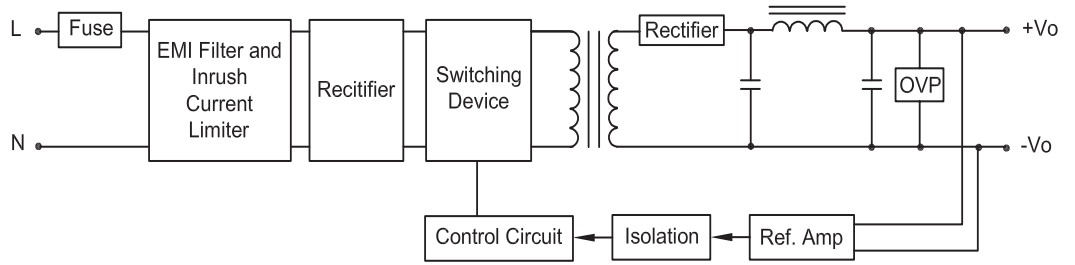 L
Fuse
EMI Filter and
Inrush
Current
Limiter
Recitifier
Switching
Device
Rectifier
OVP
+Vo
N
-Vo
Control Circuit
Isolation
Ref. Amp